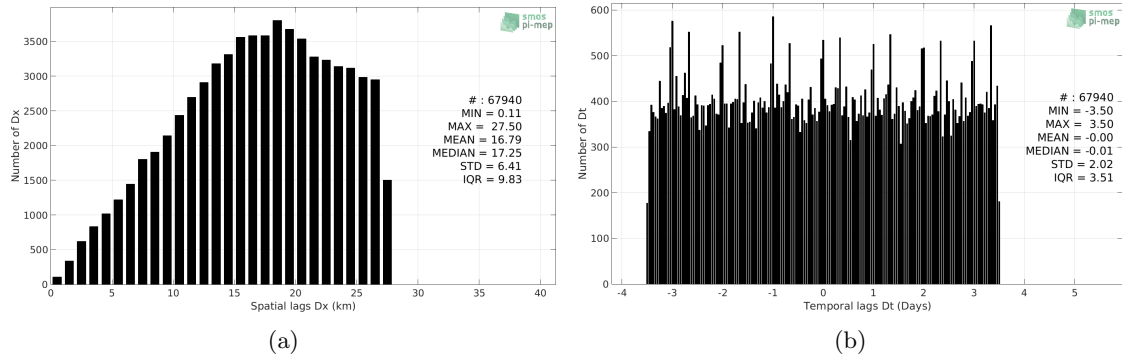 smos
pi-mep
3500
3000
2500
2000
1500
1000
500
0
Number of Dx
# : 67940
MIN = 0.11
MAX = 27.50
MEAN = 16.79
MEDIAN = 17.25
STD = 6.41
IQR = 9.83
0 5 10 15 20 25 30 35 40
Spatial lags Dx (km)
(a)
smos
pi-mep
600
500
400
300
200
100
0
Number of Dt
# : 67940
MIN = -3.50
MAX = 3.50
MEAN = -0.00
MEDIAN = -0.01
STD = 2.02
IQR = 3.51
-4 -3 -2 -1 0 1 2 3 4 5
Temporal lags Dt (Days)
(b)